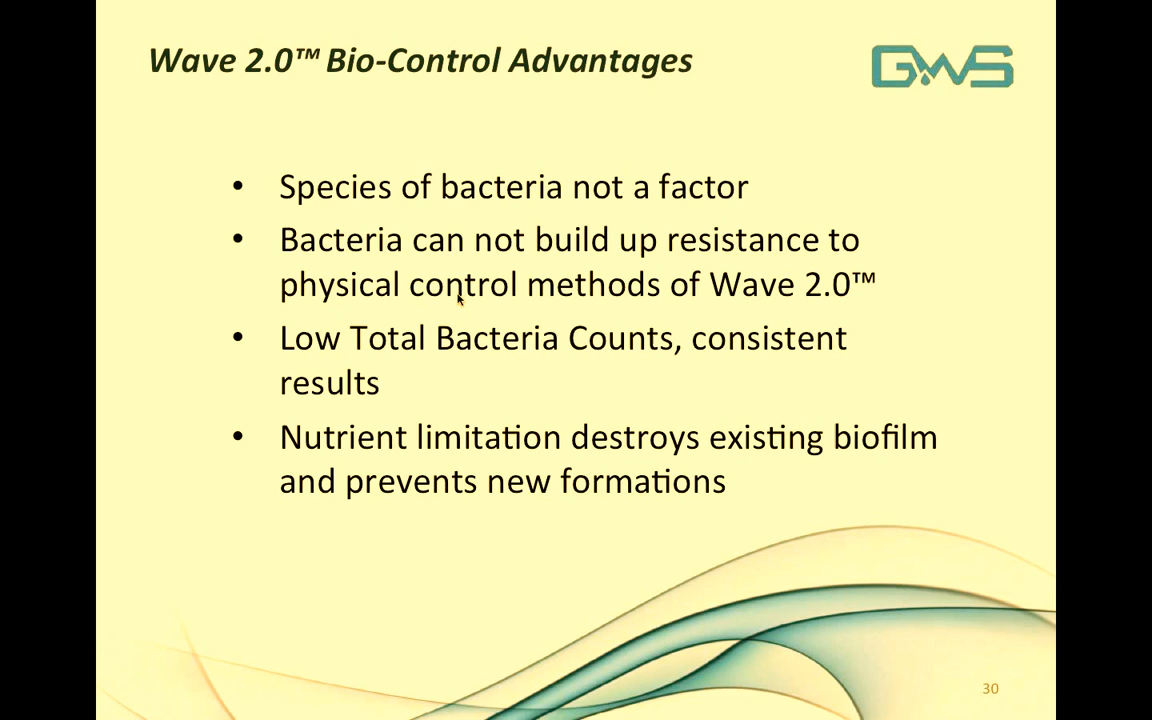 Wave 2.0™ Bio-Control Advantages
GWS
• Species of bacteria not a factor
• Bacteria can not build up resistance to
physical control methods of Wave 2.0™
• Low Total Bacteria Counts, consistent
results
• Nutrient limitation destroys existing biofilm
and prevents new formations
30